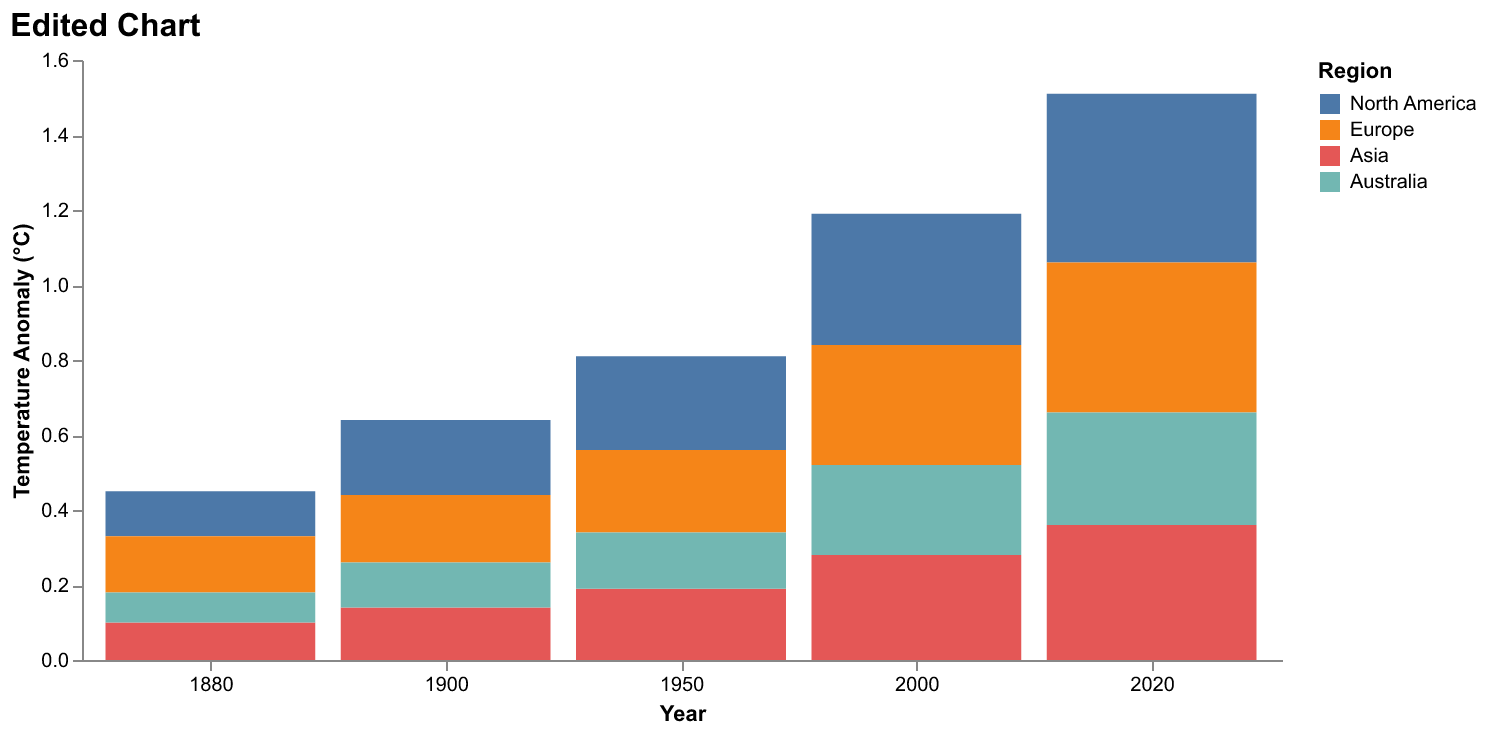 Edited Chart
Temperature Anomaly (°C)
1.6
1.4
1.2
1.0
0.8
0.6
0.4
0.2
0.0
1880 1900 1950 2000 2020
Year
Region
North America
Europe
Asia
Australia